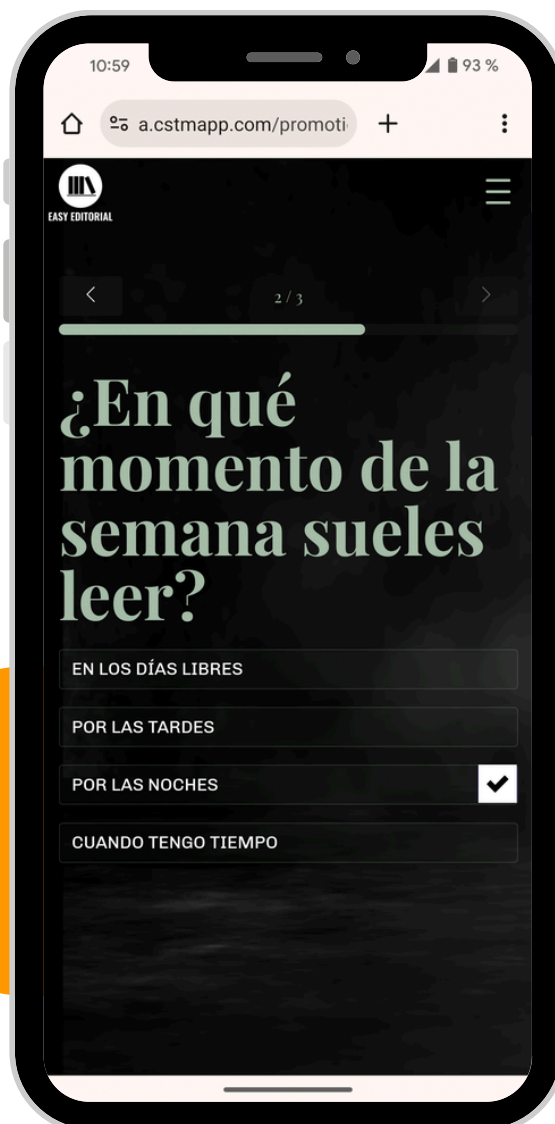 10:59
93 %
a.cstmapp.com/promoti
EASY EDITORIAL
2 / 3
¿En qué
momento de la
semana sueles
leer?
EN LOS DÍAS LIBRES
POR LAS TARDES
POR LAS NOCHES
CUANDO TENGO TIEMPO